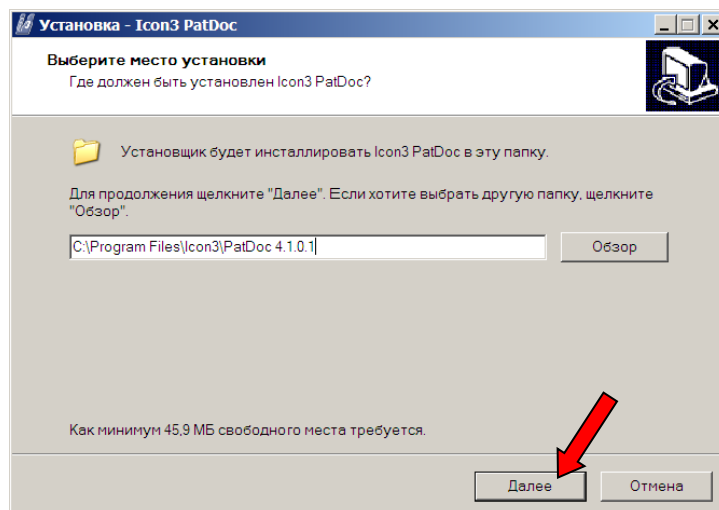 Установка - Icon3 PatDoc
Выберите место установки
Где должен быть установлен Icon3 PatDoc?
Установщик будет инсталлировать Icon3 PatDoc в эту папку.
Для продолжения щелкните "Далее". Если хотите выбрать другую папку, щелкните
"Обзор".
C:\Program Files\Icon3\PatDoc 4.1.0.1
Обзор
Как минимум 45,9 МБ свободного места требуется.
Далее
Отмена